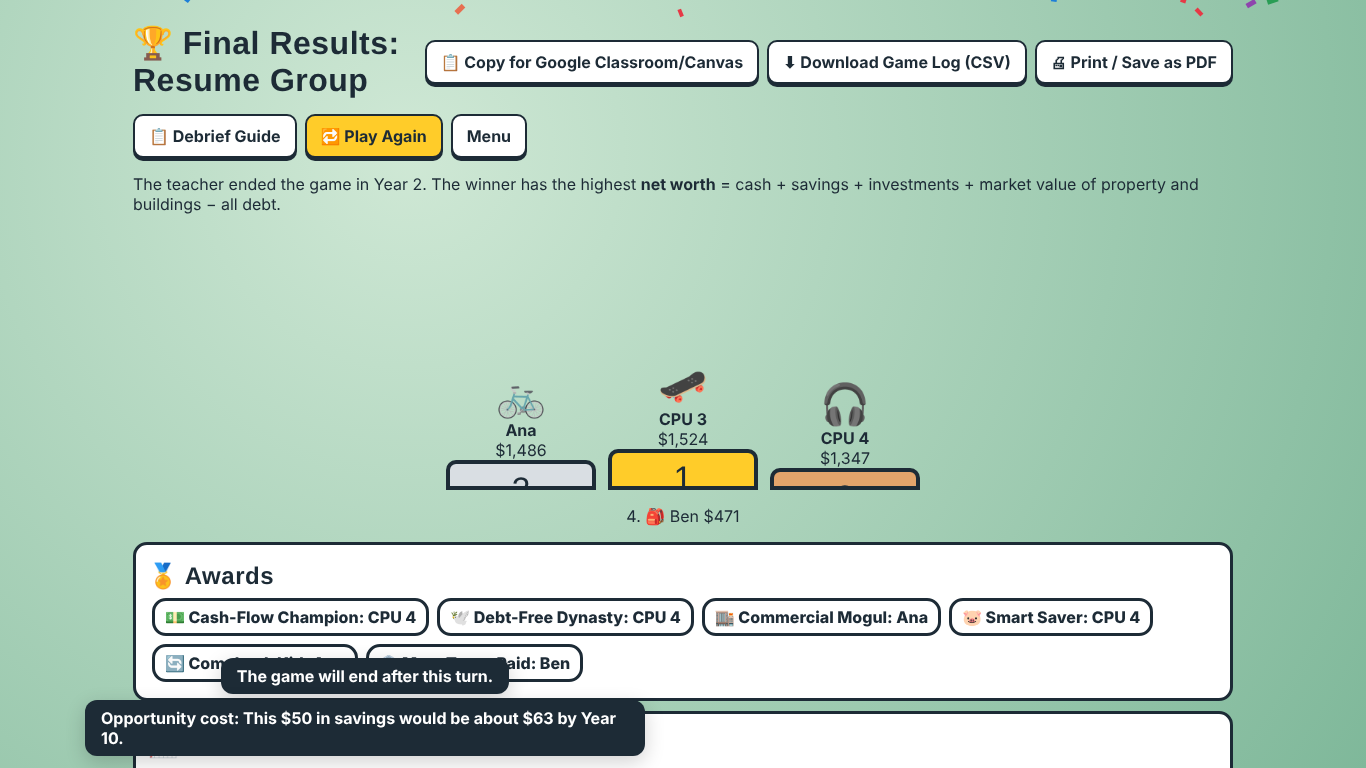 🏆 Final Results:
Resume Group
📋 Copy for Google Classroom/Canvas
⬇ Download Game Log (CSV)
🖨 Print / Save as PDF
📋 Debrief Guide
🔁 Play Again
Menu
The teacher ended the game in Year 2. The winner has the highest net worth = cash + savings + investments + market value of property and
buildings − all debt.
Ana
$1,486
CPU 3
$1,524
1
CPU 4
$1,347
4. 🎒 Ben $471
🏅 Awards
💵 Cash-Flow Champion: CPU 4
🕊 Debt-Free Dynasty: CPU 4
🏬 Commercial Mogul: Ana
🐷 Smart Saver: CPU 4
Paid: Ben
The game will end after this turn.
Opportunity cost: This $50 in savings would be about $63 by Year
10.